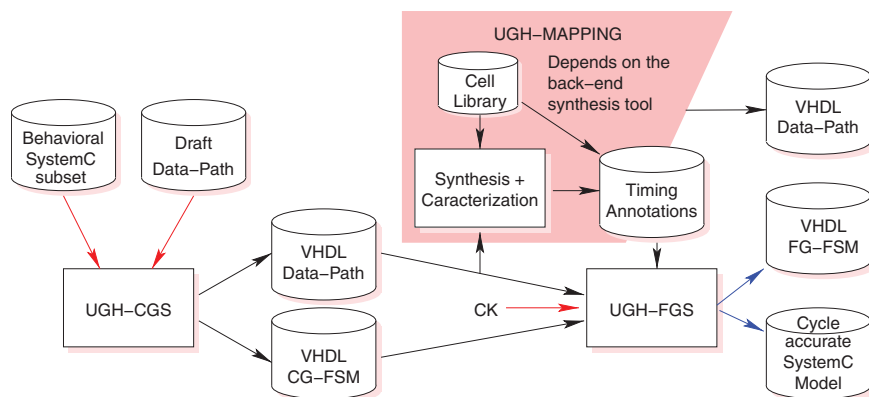 UGH−MAPPING
Depends on the
back−end
synthesis tool
Cell
Library
VHDL
Data−Path
Behavioral
SystemC
subset
Draft
Data−Path
Synthesis +
Caracterization
Timing
Annotations
VHDL
FG−FSM
VHDL
Data−Path
UGH−CGS
CK
UGH−FGS
VHDL
CG−FSM
Cycle
accurate
SystemC
Model